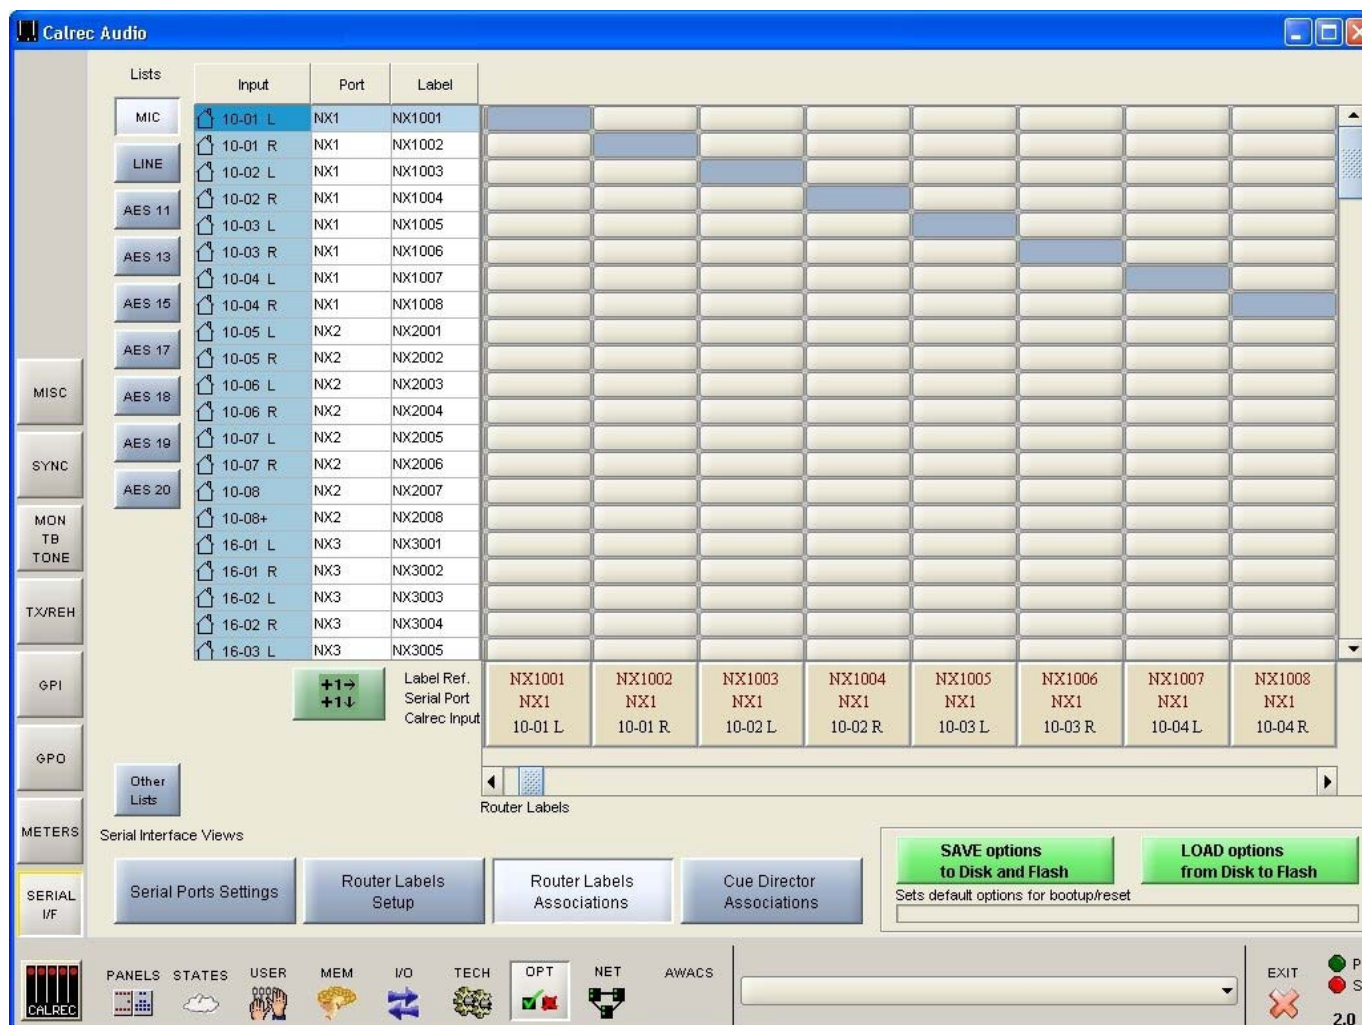 Calrec Audio
Lists
Input Port Label
MIC
LINE
AES 11
AES 13
AES 15
AES 17
AES 18
AES 19
AES 20
10-01 L NX1 NX1001
10-01 R NX1 NX1002
10-02 L NX1 NX1003
10-02 R NX1 NX1004
10-03 L NX1 NX1005
10-03 R NX1 NX1006
10-04 L NX1 NX1007
10-04 R NX1 NX1008
10-05 L NX2 NX2001
10-05 R NX2 NX2002
10-06 L NX2 NX2003
10-06 R NX2 NX2004
10-07 L NX2 NX2005
10-07 R NX2 NX2006
10-08 NX2 NX2007
10-08+ NX2 NX2008
16-01 L NX3 NX3001
16-01 R NX3 NX3002
16-02 L NX3 NX3003
16-02 R NX3 NX3004
16-03 L NX3 NX3005
MISC
SYNC
MON
TB
TONE
TX/REH
GPI
GPO
METERS
SERIAL
I/F
+1→
+1↓
Label Ref. NX1001 NX1002 NX1003 NX1004 NX1005 NX1006 NX1007 NX1008
Serial Port NX1 NX1 NX1 NX1 NX1 NX1 NX1 NX1
Calrec Input 10-01 L 10-01 R 10-02 L 10-02 R 10-03 L 10-03 R 10-04 L 10-04 R
Other
Lists
Router Labels
Serial Interface Views
Serial Ports Settings
Router Labels
Setup
Router Labels
Associations
Cue Director
Associations
SAVE options
to Disk and Flash
LOAD options
from Disk to Flash
Sets default options for bootup/reset
CALREC
PANELS STATES USER MEM I/O TECH OPT NET AWACS
EXIT
P
S
2.0